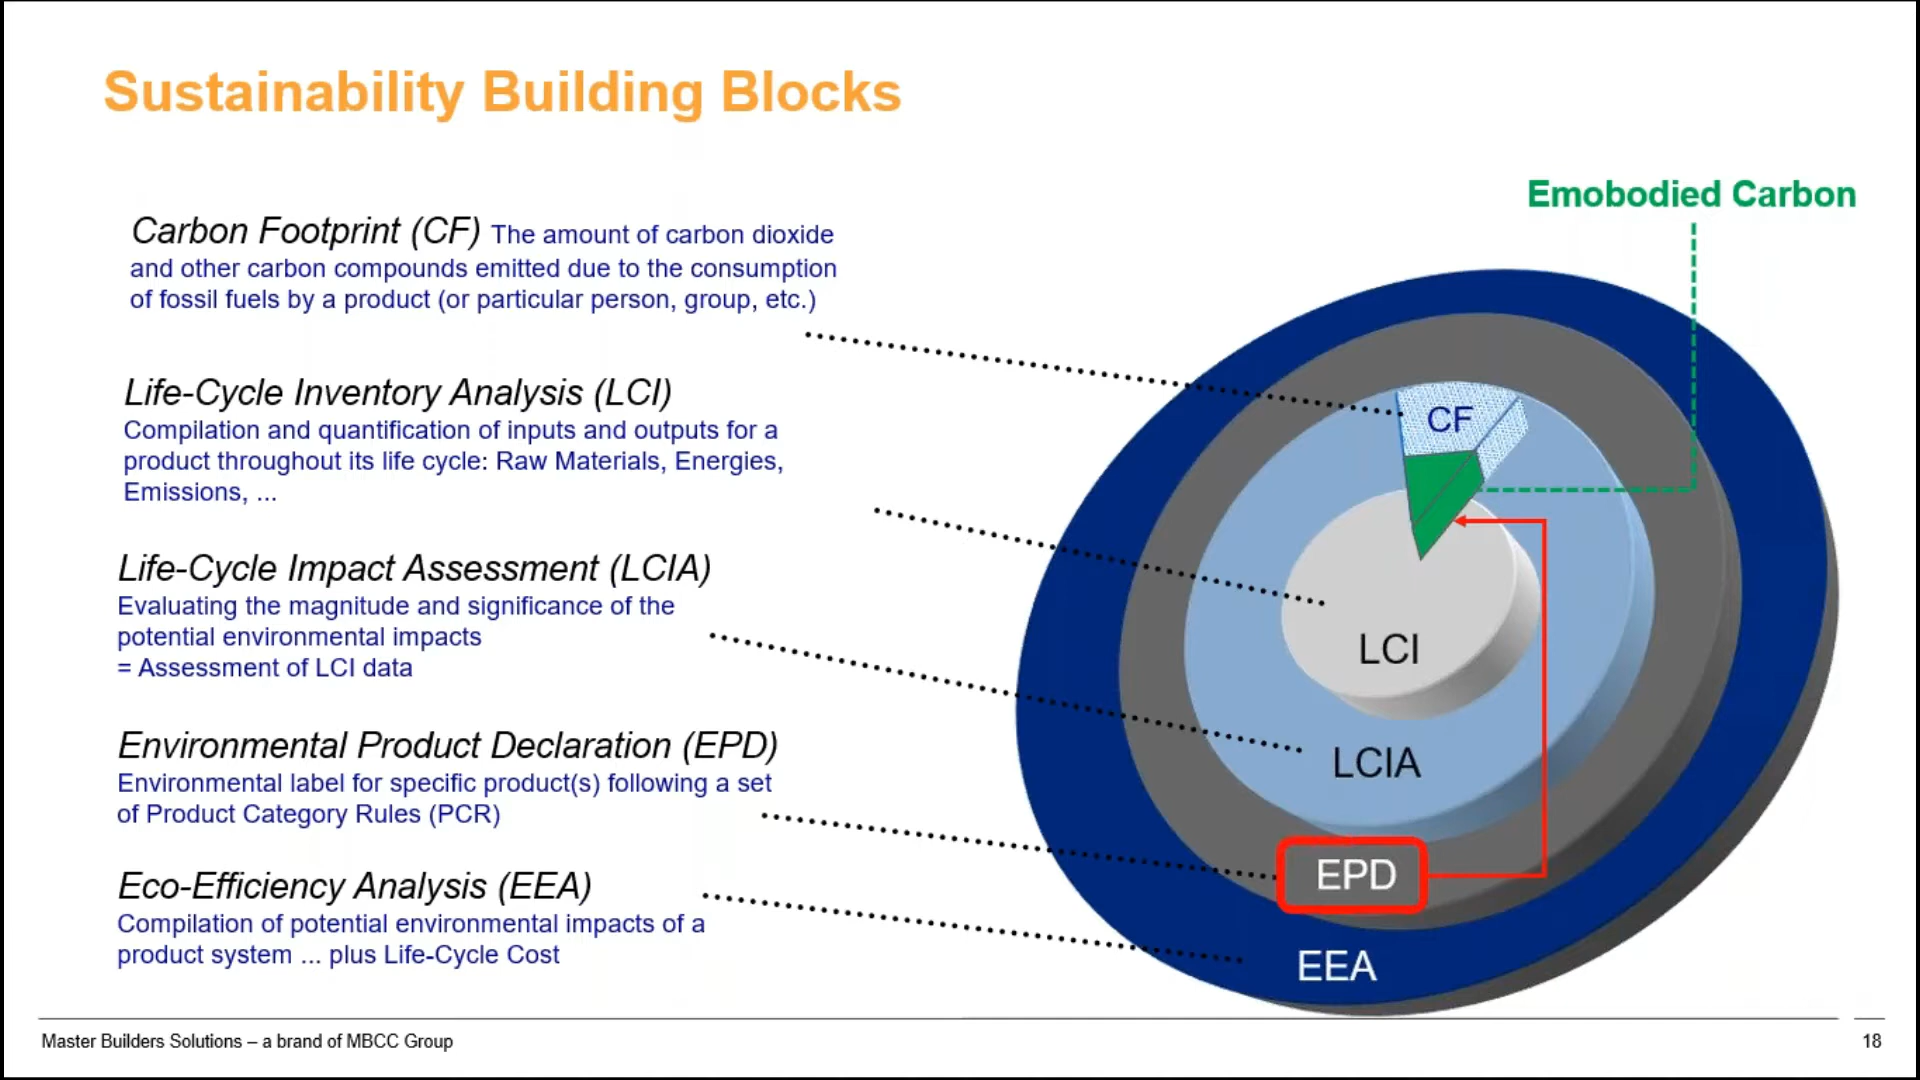 Sustainability Building Blocks
Emobodied Carbon
Carbon Footprint (CF) The amount of carbon dioxide
and other carbon compounds emitted due to the consumption
of fossil fuels by a product (or particular person, group, etc.)
Life-Cycle Inventory Analysis (LCI)
Compilation and quantification of inputs and outputs for a
product throughout its life cycle: Raw Materials, Energies,
Emissions, ...
Life-Cycle Impact Assessment (LCIA)
Evaluating the magnitude and significance of the
potential environmental impacts
= Assessment of LCI data
Environmental Product Declaration (EPD)
Environmental label for specific product(s) following a set
of Product Category Rules (PCR)
Eco-Efficiency Analysis (EEA)
Compilation of potential environmental impacts of a
product system ... plus Life-Cycle Cost
CF
LCI
LCIA
EPD
EEA
Master Builders Solutions – a brand of MBCC Group
18